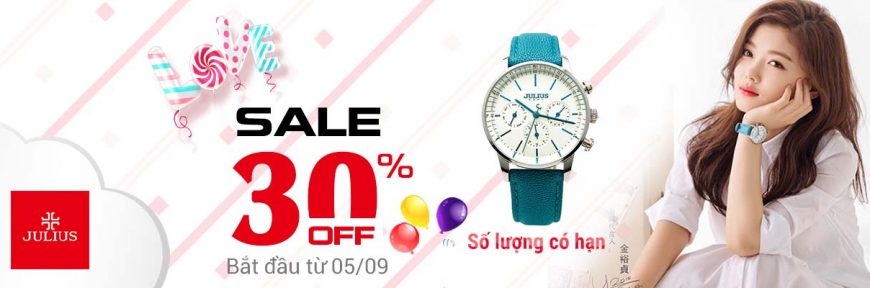 LOVE
SALE
30%
OFF
Bắt đầu từ 05/09
JULIUS
JULIUS
Số lượng có hạn
金裕貞